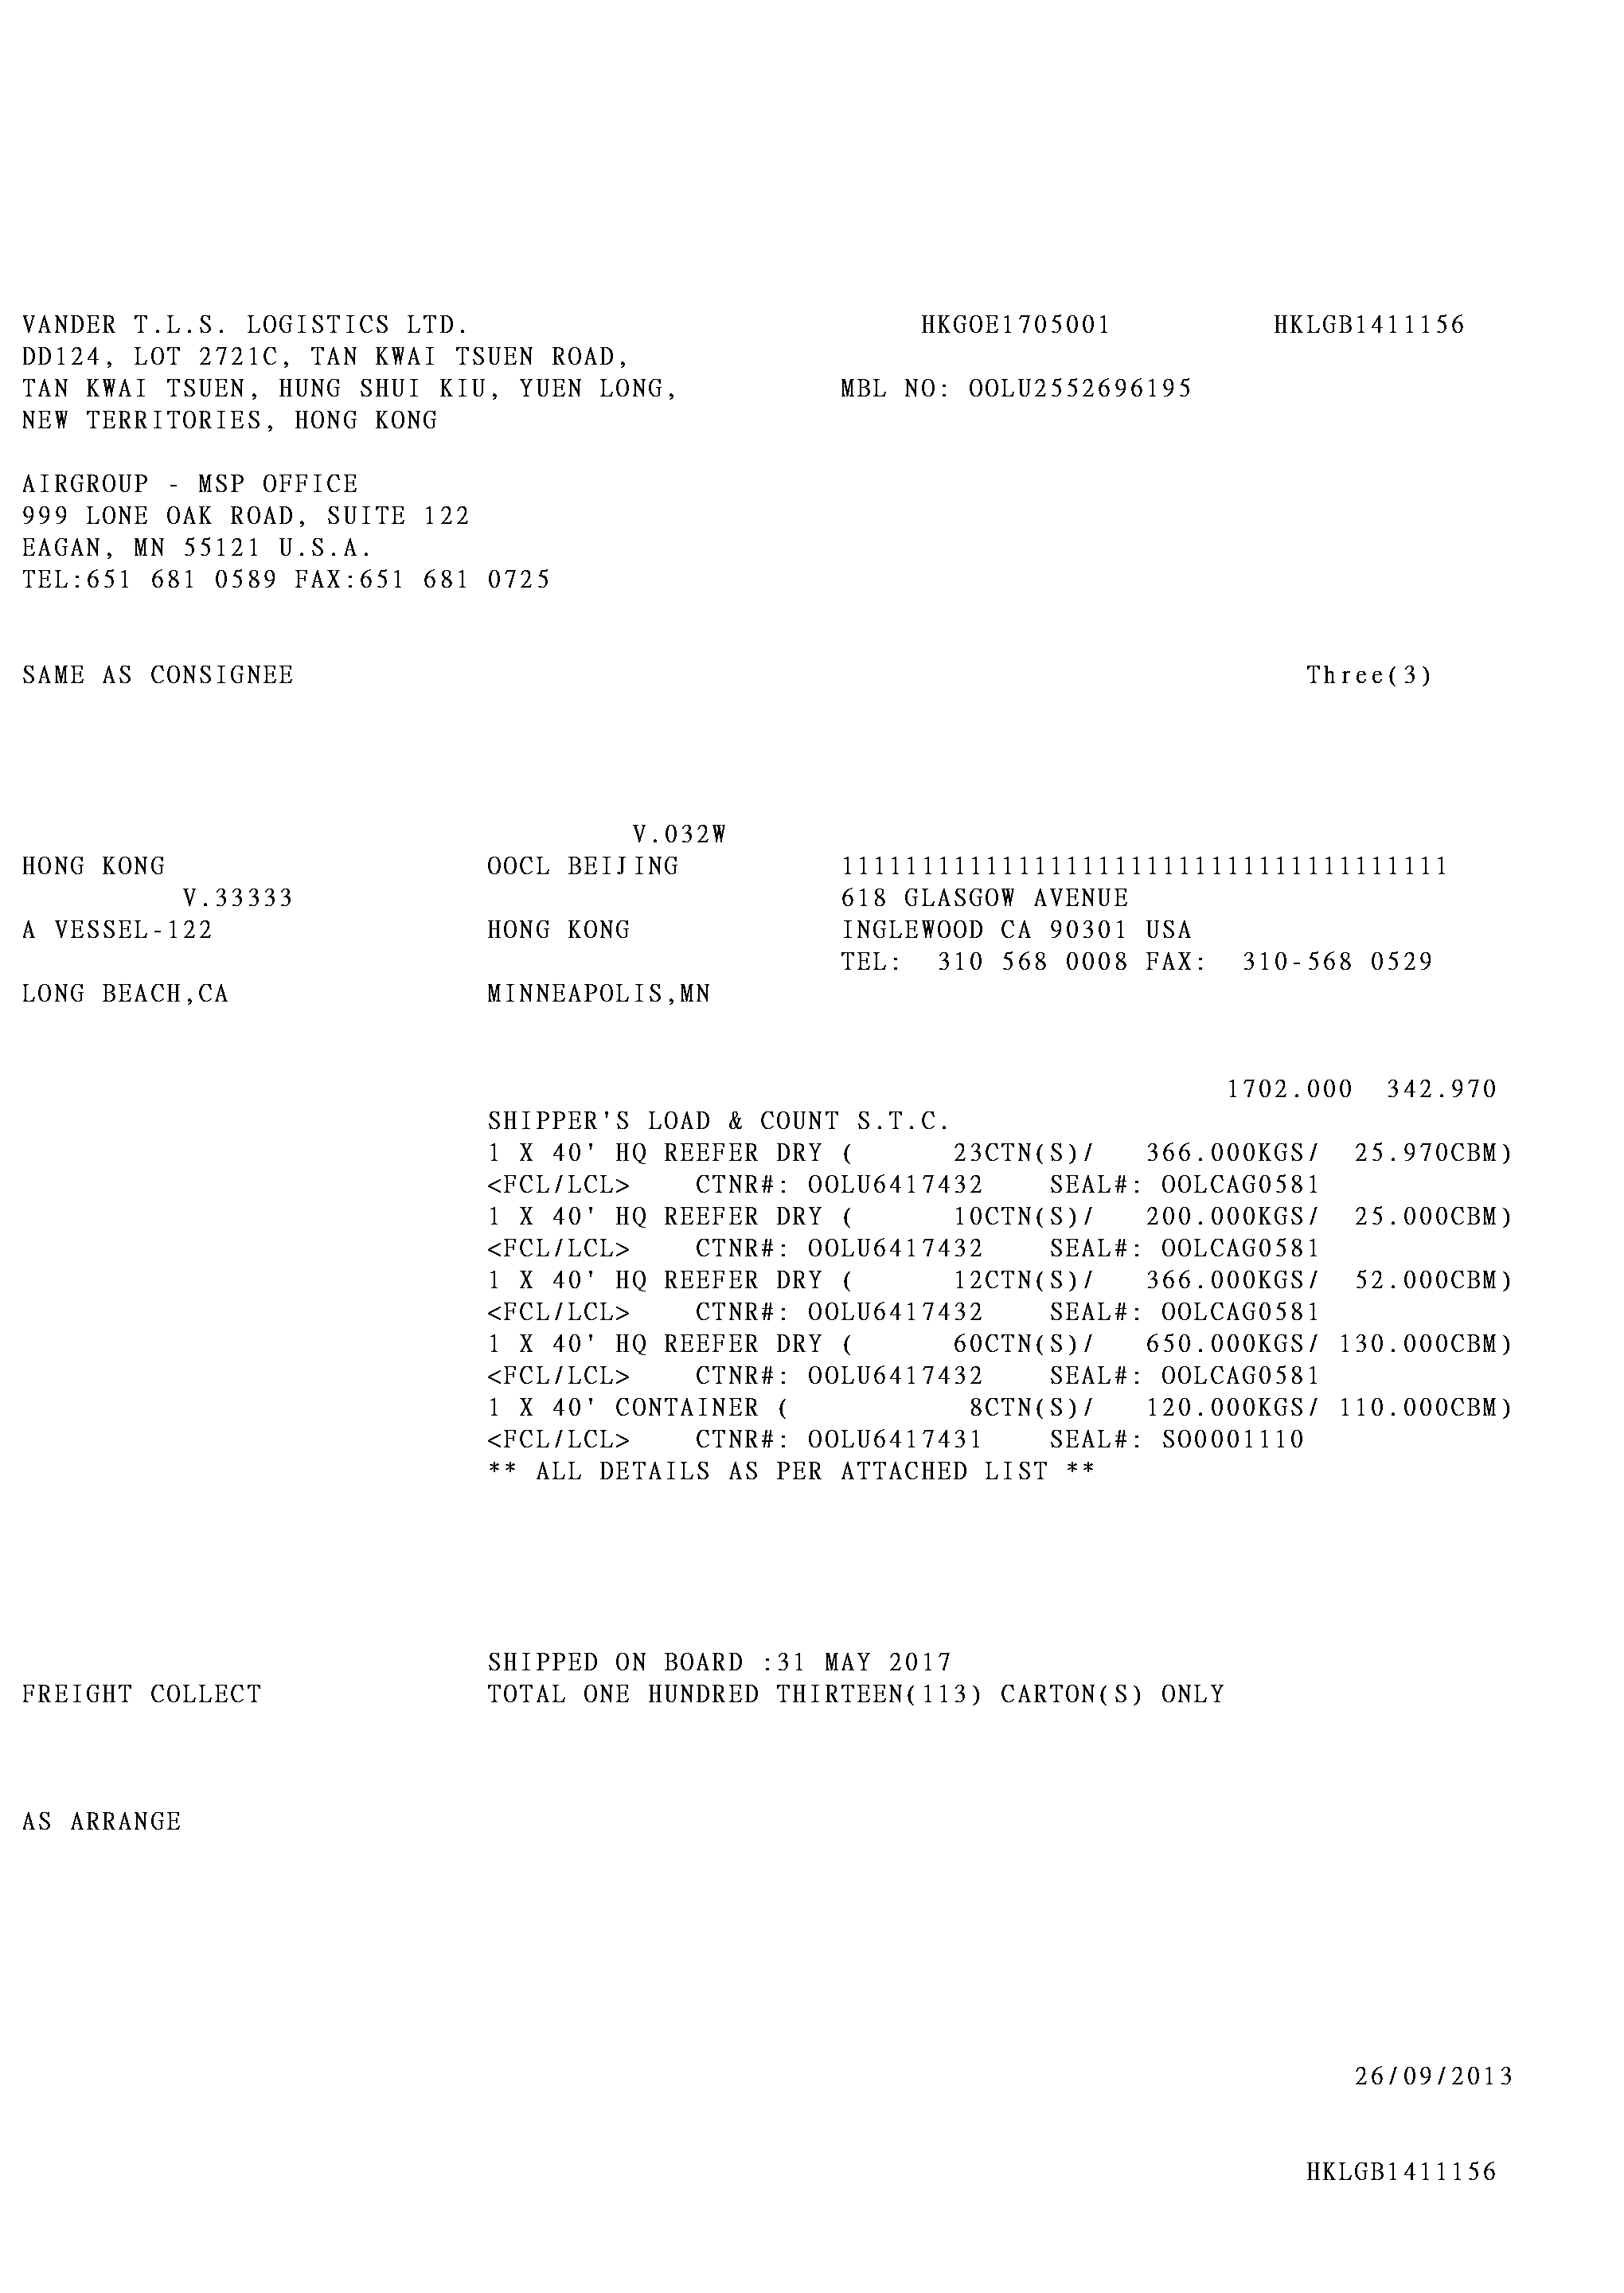 VANDER T.L.S. LOGISTICS LTD. HKGOE1705001 HKLGB1411156
DD124, LOT 2721C, TAN KWAI TSUEN ROAD,
TAN KWAI TSUEN, HUNG SHUI KIU, YUEN LONG, MBL NO: OOLU2552696195
NEW TERRITORIES, HONG KONG
AIRGROUP - MSP OFFICE
999 LONE OAK ROAD, SUITE 122
EAGAN, MN 55121 U.S.A.
TEL:651 681 0589 FAX:651 681 0725
SAME AS CONSIGNEE Three(3)
V.032W
HONG KONG OOCL BEIJING 11111111111111111111111111111111111111
V.33333 618 GLASGOW AVENUE
A VESSEL-122 HONG KONG INGLEWOOD CA 90301 USA
TEL: 310 568 0008 FAX: 310-568 0529
LONG BEACH,CA MINNEAPOLIS,MN
1702.000 342.970
SHIPPER'S LOAD & COUNT S.T.C.
1 X 40' HQ REEFER DRY ( 23CTN(S)/ 366.000KGS/ 25.970CBM)
<FCL/LCL> CTNR#: OOLU6417432 SEAL#: OOLCAG0581
1 X 40' HQ REEFER DRY ( 10CTN(S)/ 200.000KGS/ 25.000CBM)
<FCL/LCL> CTNR#: OOLU6417432 SEAL#: OOLCAG0581
1 X 40' HQ REEFER DRY ( 12CTN(S)/ 366.000KGS/ 52.000CBM)
<FCL/LCL> CTNR#: OOLU6417432 SEAL#: OOLCAG0581
1 X 40' HQ REEFER DRY ( 60CTN(S)/ 650.000KGS/ 130.000CBM)
<FCL/LCL> CTNR#: OOLU6417432 SEAL#: OOLCAG0581
1 X 40' CONTAINER ( 8CTN(S)/ 120.000KGS/ 110.000CBM)
<FCL/LCL> CTNR#: OOLU6417431 SEAL#: SO0001110
** ALL DETAILS AS PER ATTACHED LIST **
SHIPPED ON BOARD :31 MAY 2017
FREIGHT COLLECT TOTAL ONE HUNDRED THIRTEEN(113) CARTON(S) ONLY
AS ARRANGE
26/09/2013
HKLGB1411156